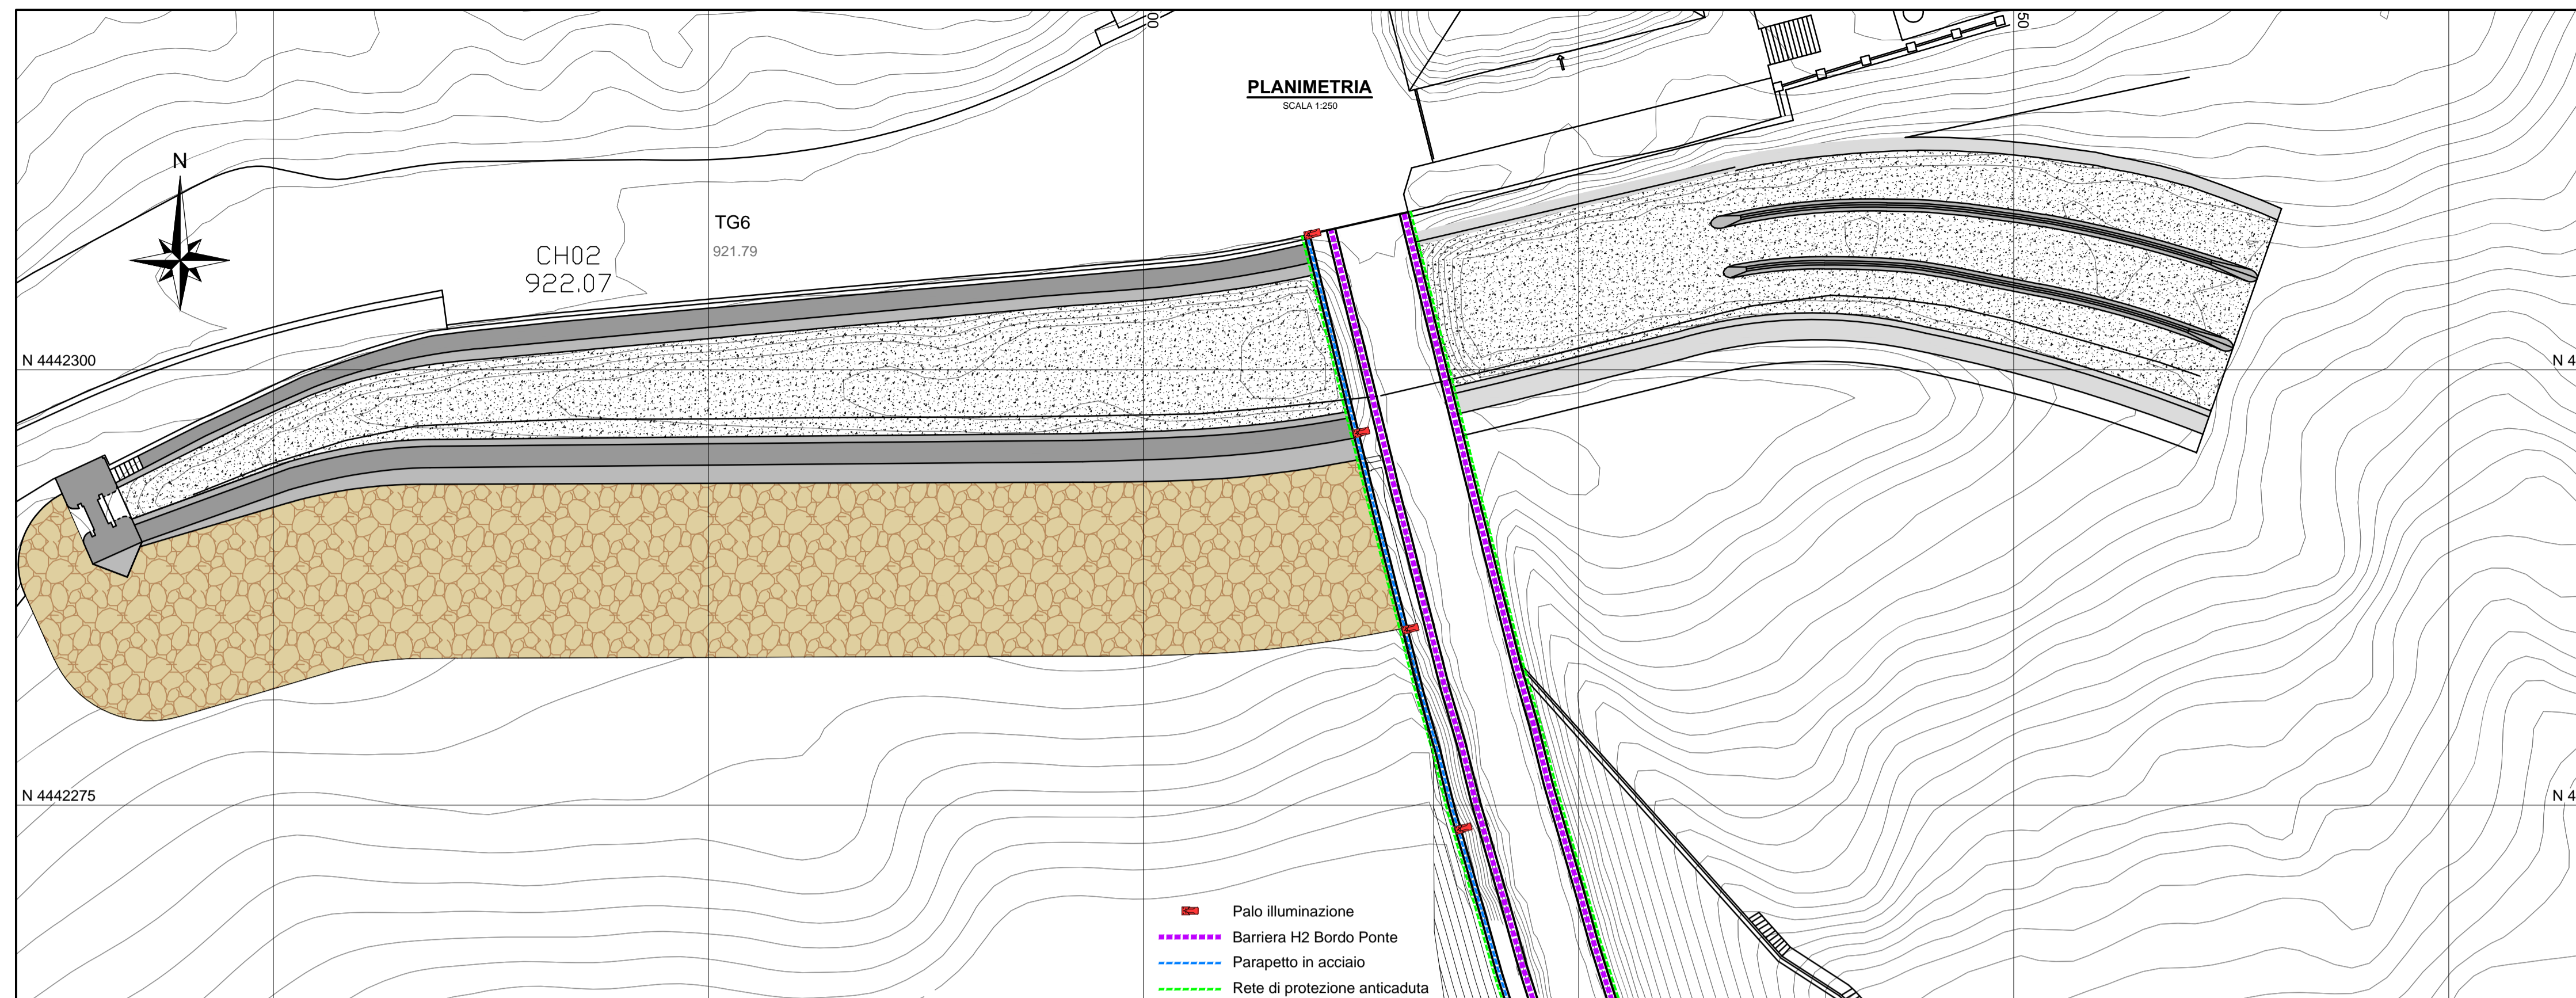 00
50
PLANIMETRIA
SCALA 1:250
N
TG6
921.79
CH02
922.07
N 4442300
N 4
N 4442275
N 4
Palo illuminazione
Barriera H2 Bordo Ponte
Parapetto in acciaio
Rete di protezione anticaduta